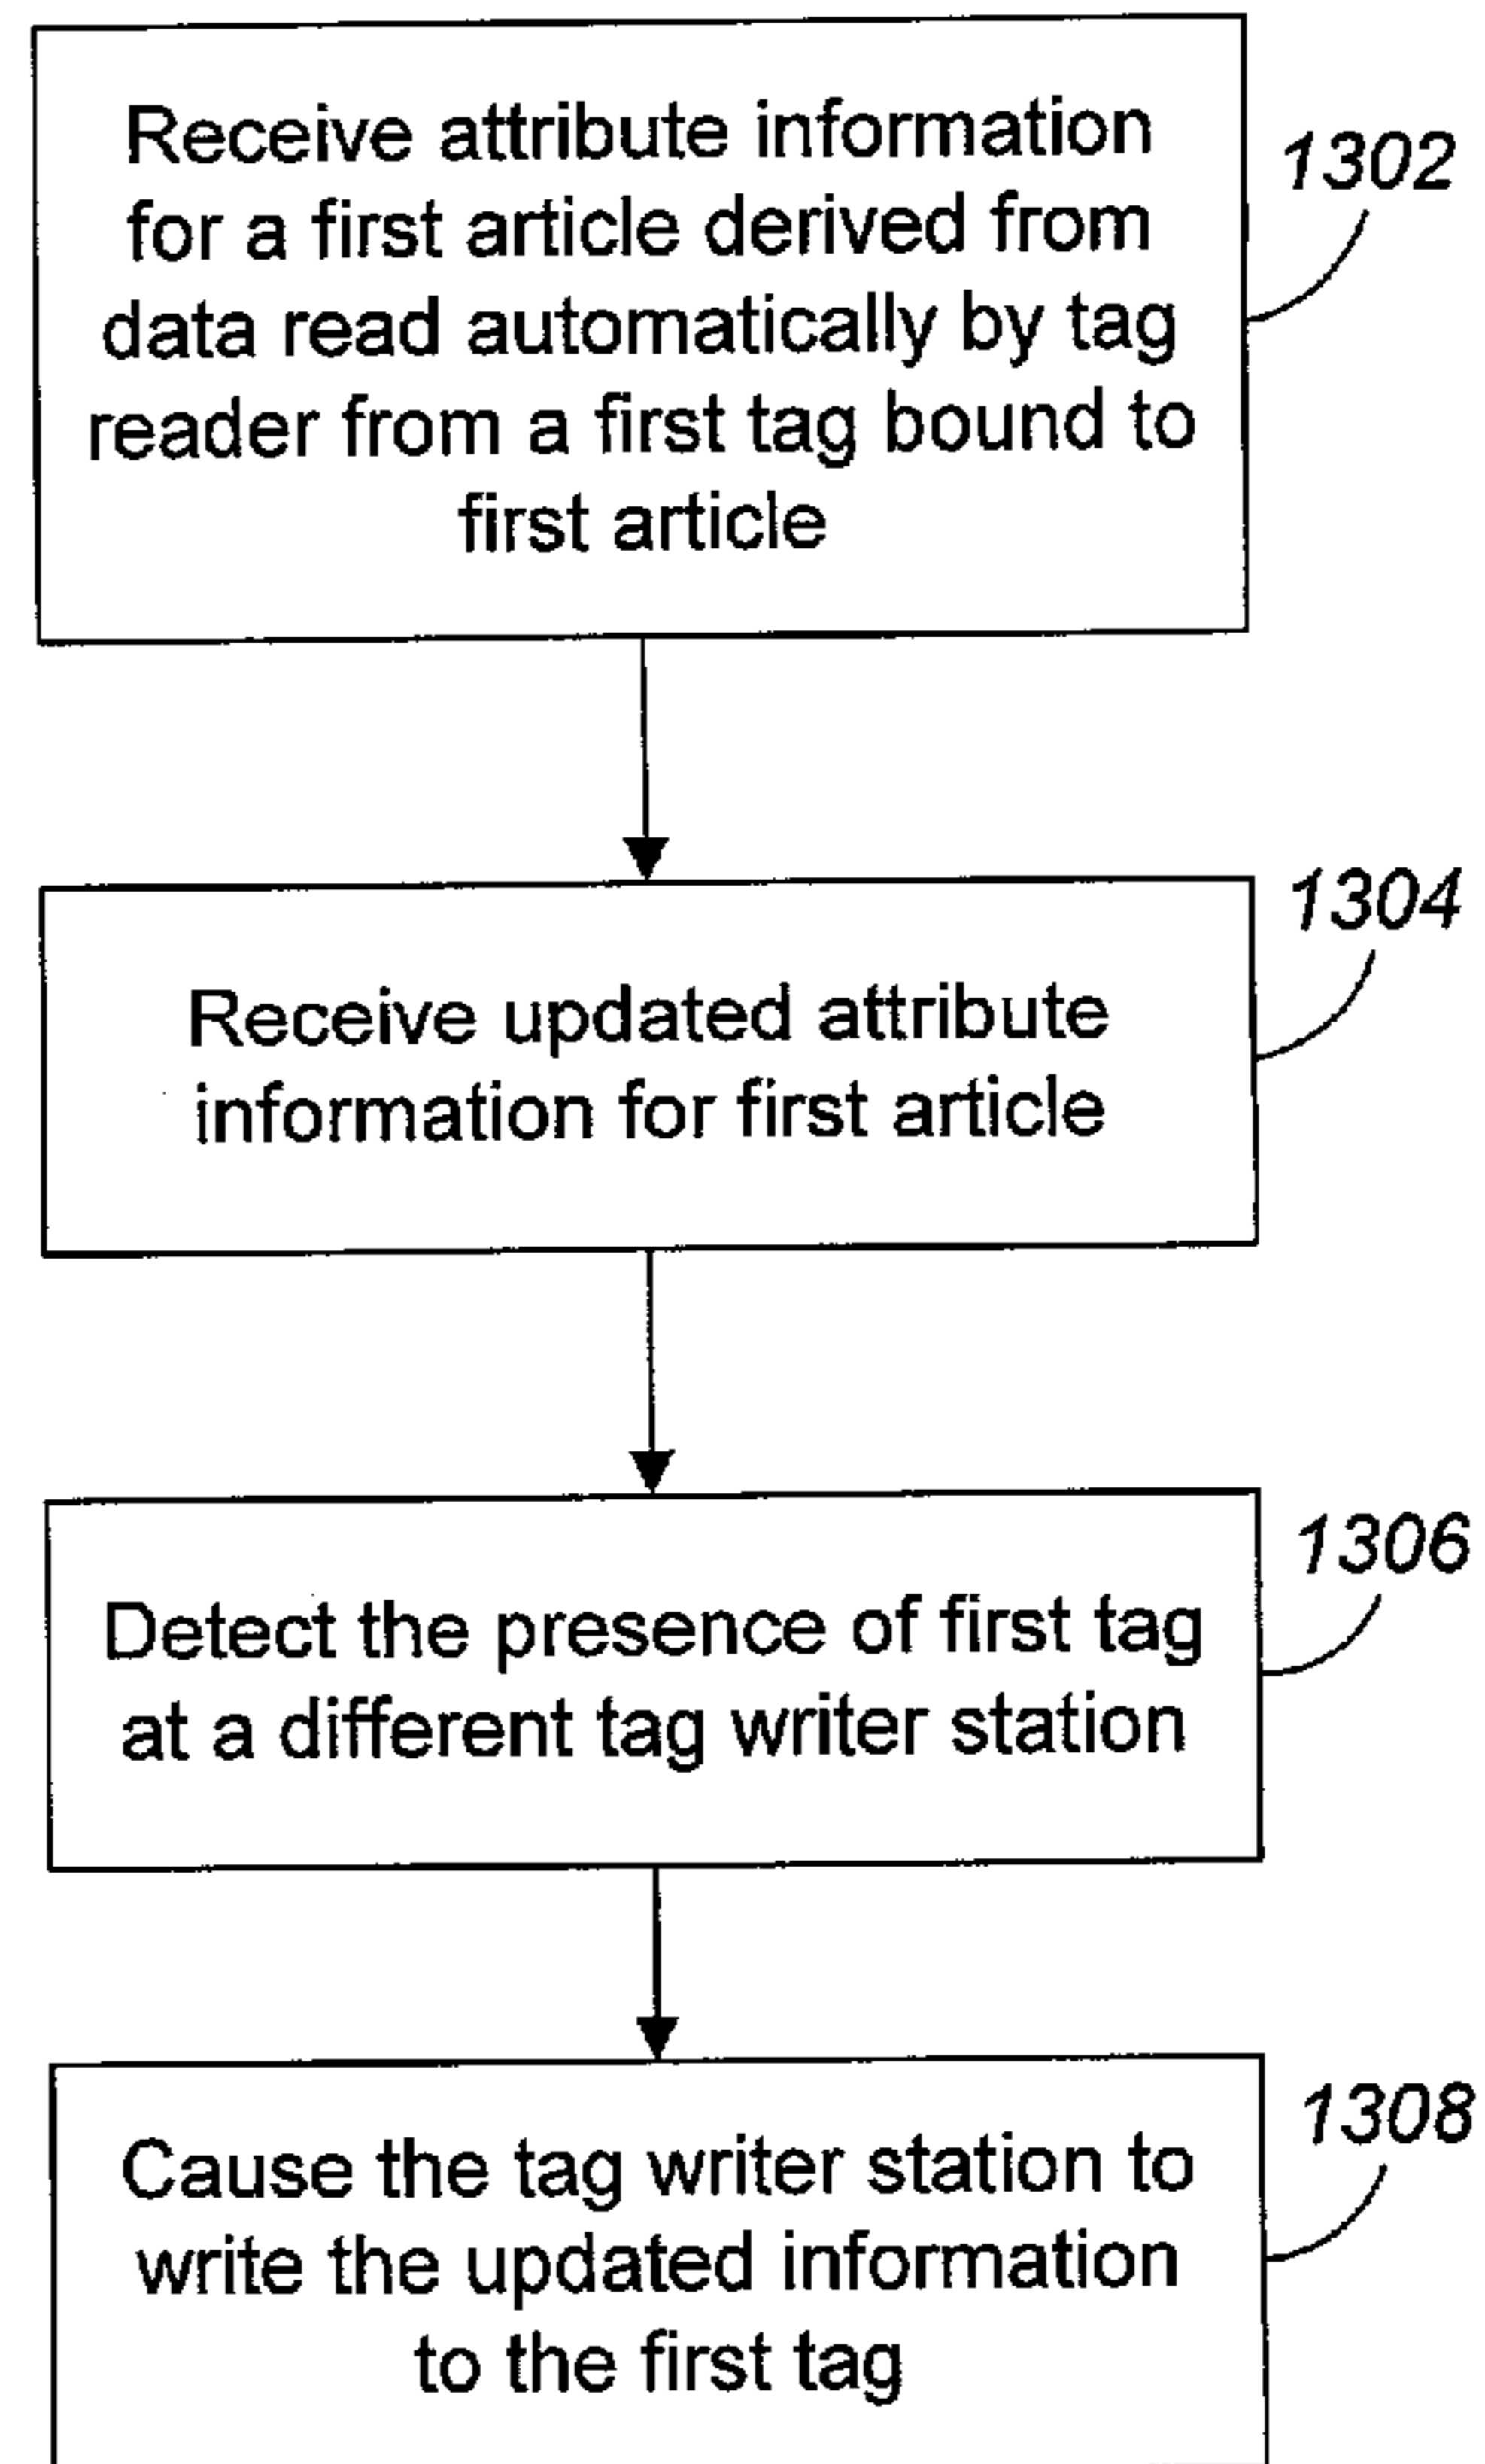 Receive attribute information
for a first article derived from
data read automatically by tag
reader from a first tag bound to
first article
1302
Receive updated attribute
information for first article
1304
Detect the presence of first tag
at a different tag writer station
1306
Cause the tag writer station to
write the updated information
to the first tag
1308